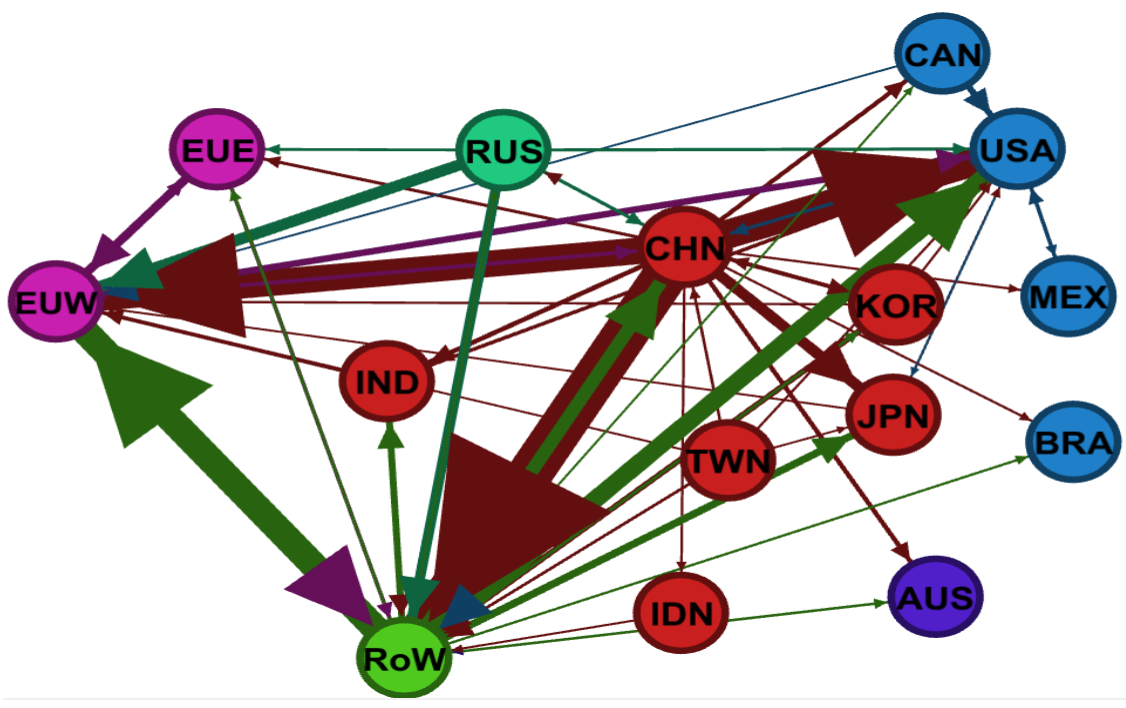 CAN
EUE
RUS
USA
CHN
EUW
MEX
KOR
IND
JPN
BRA
TWN
AUS
IDN
RoW